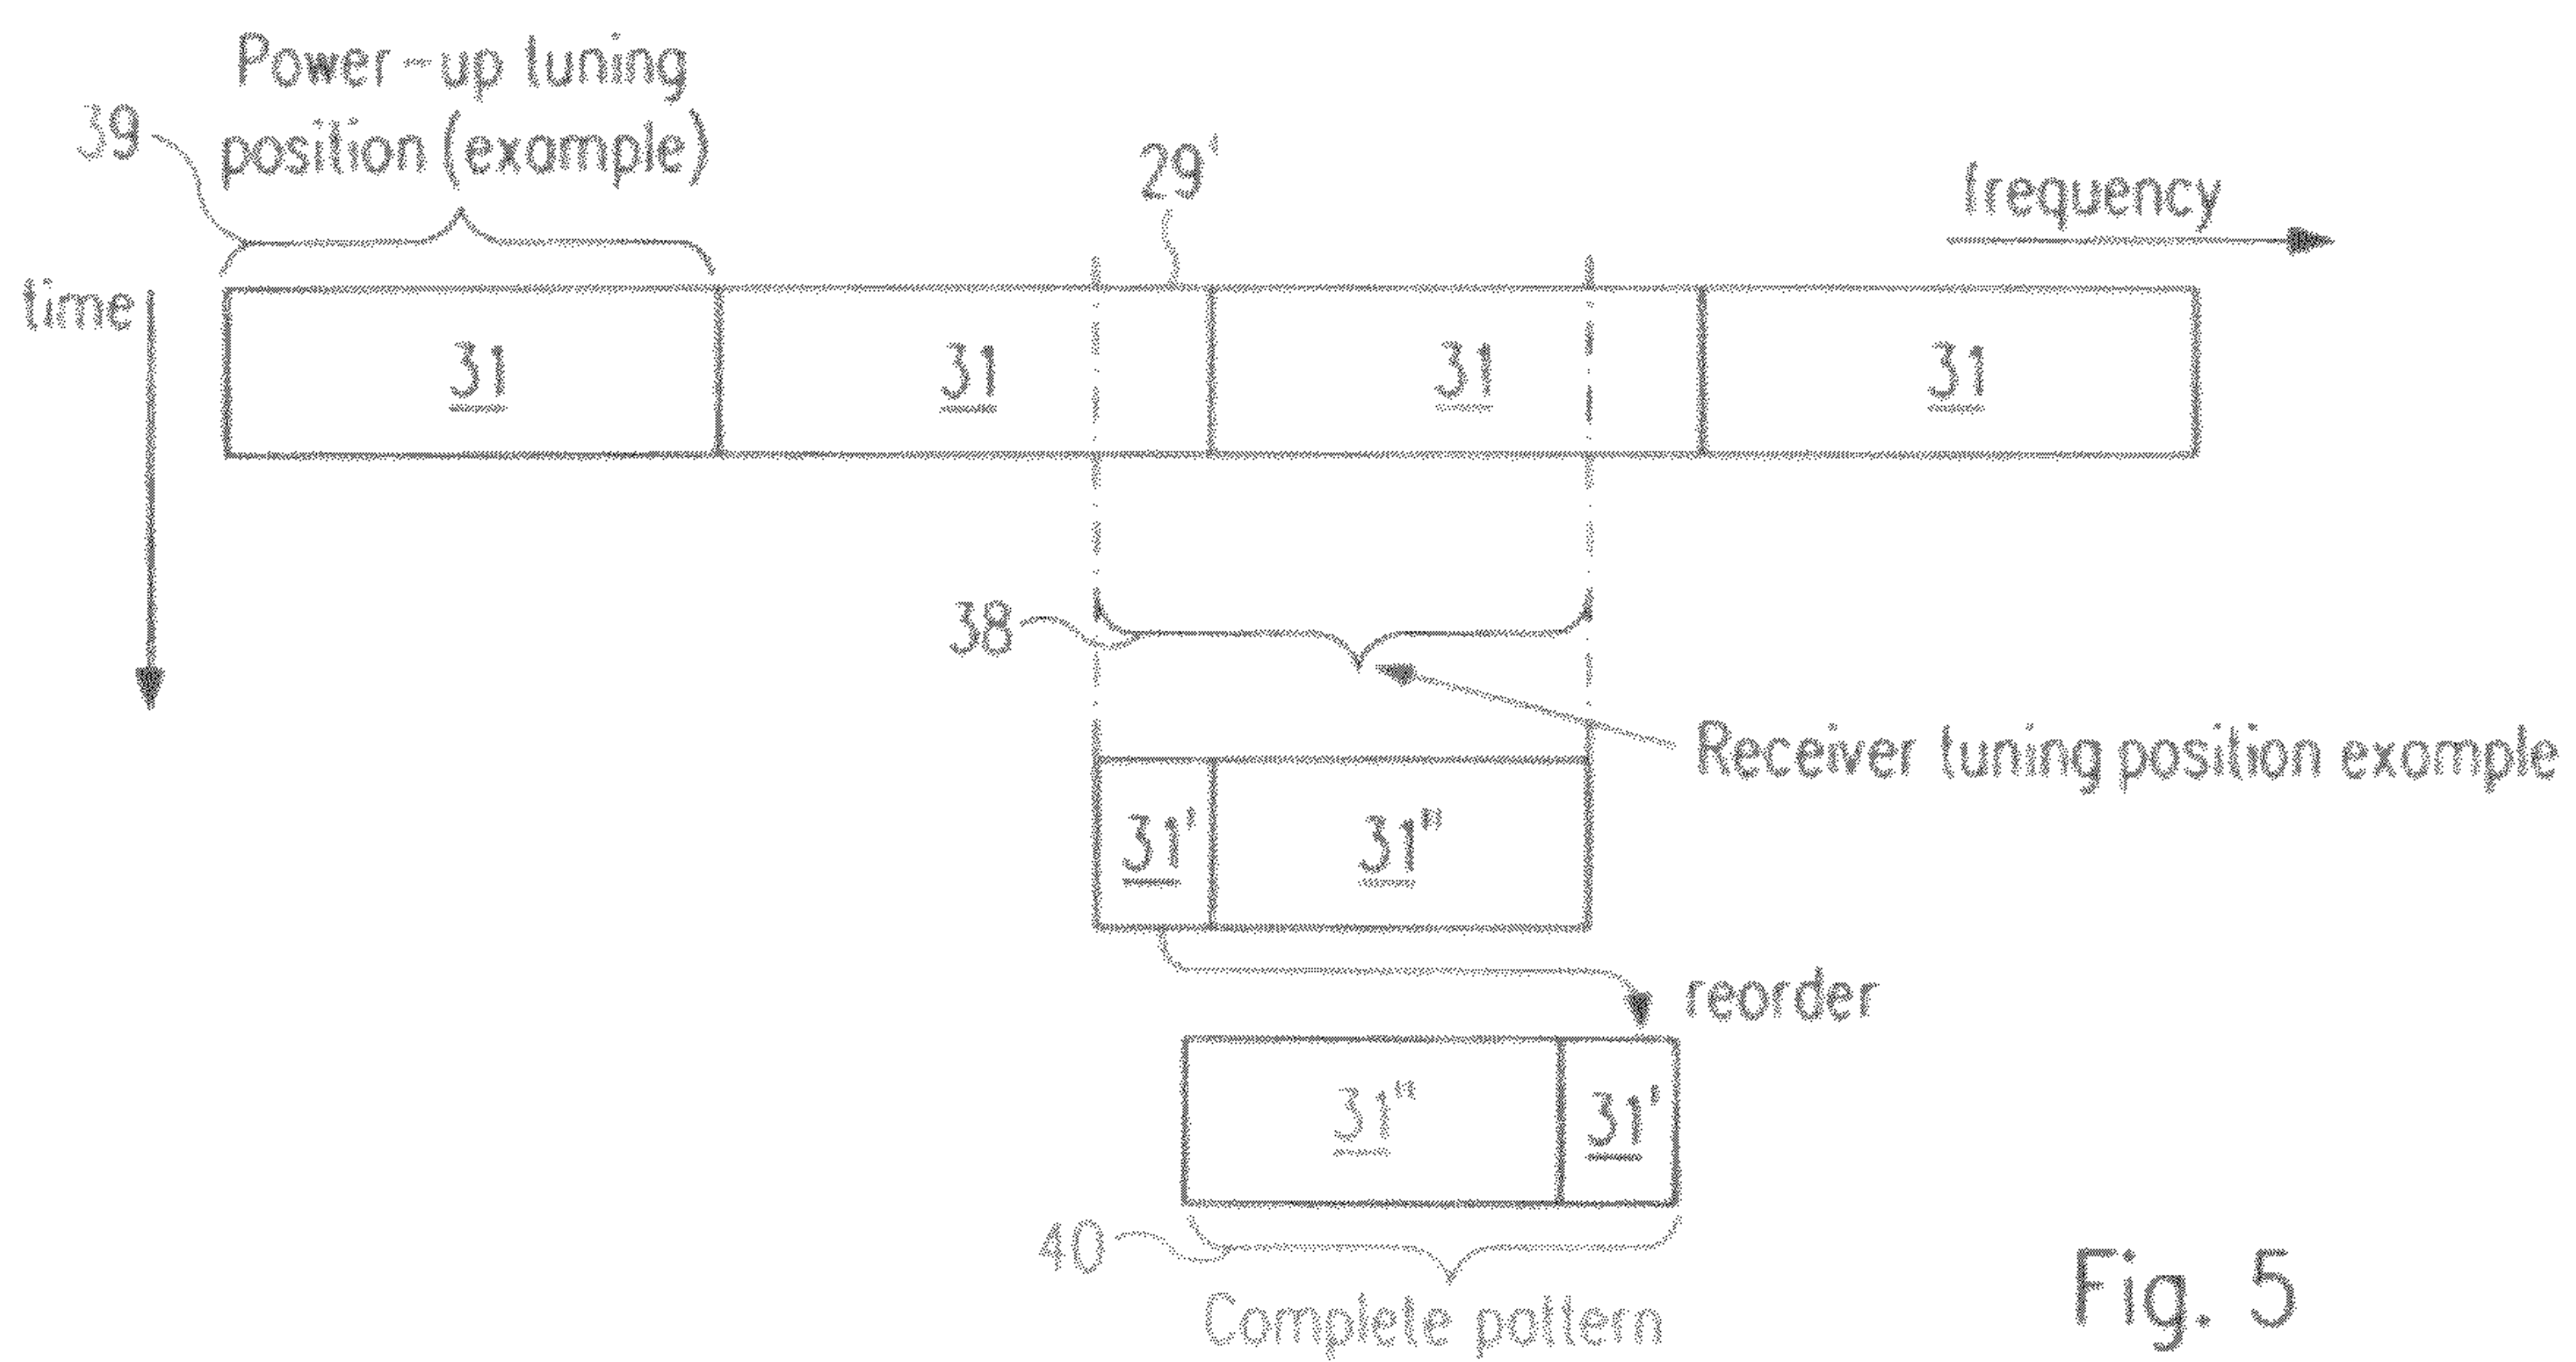 Power-up tuning
position (example)
39
29'
frequency
time
31
31
31
31
38
Receiver tuning position example
31'
31"
reorder
31"
31'
40
Complete pattern
Fig. 5